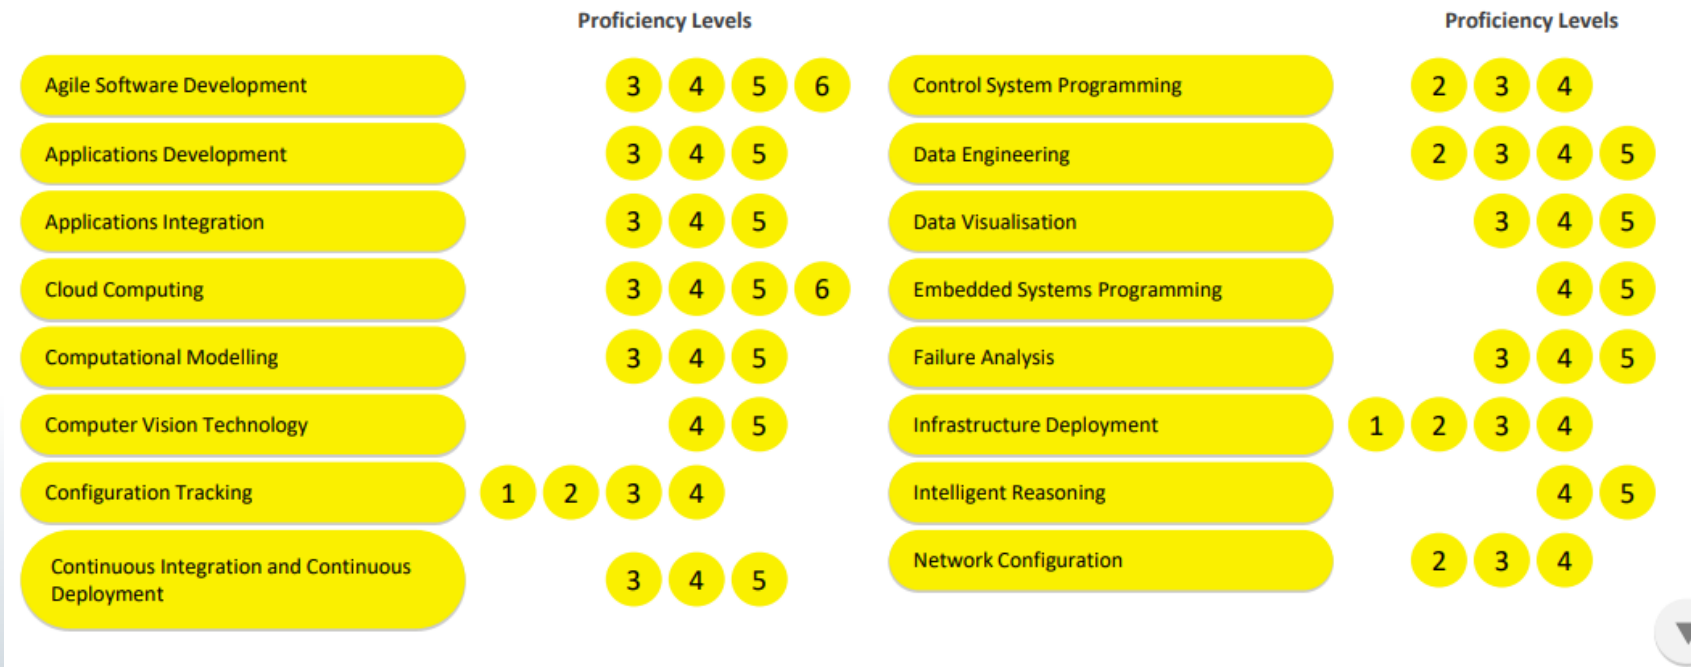 Proficiency Levels
Agile Software Development 3 4 5 6
Applications Development 3 4 5
Applications Integration 3 4 5
Cloud Computing 3 4 5 6
Computational Modelling 3 4 5
Computer Vision Technology 4 5
Configuration Tracking 1 2 3 4
Continuous Integration and Continuous
Deployment 3 4 5
Proficiency Levels
Control System Programming 2 3 4
Data Engineering 2 3 4 5
Data Visualisation 3 4 5
Embedded Systems Programming 4 5
Failure Analysis 3 4 5
Infrastructure Deployment 1 2 3 4
Intelligent Reasoning 4 5
Network Configuration 2 3 4